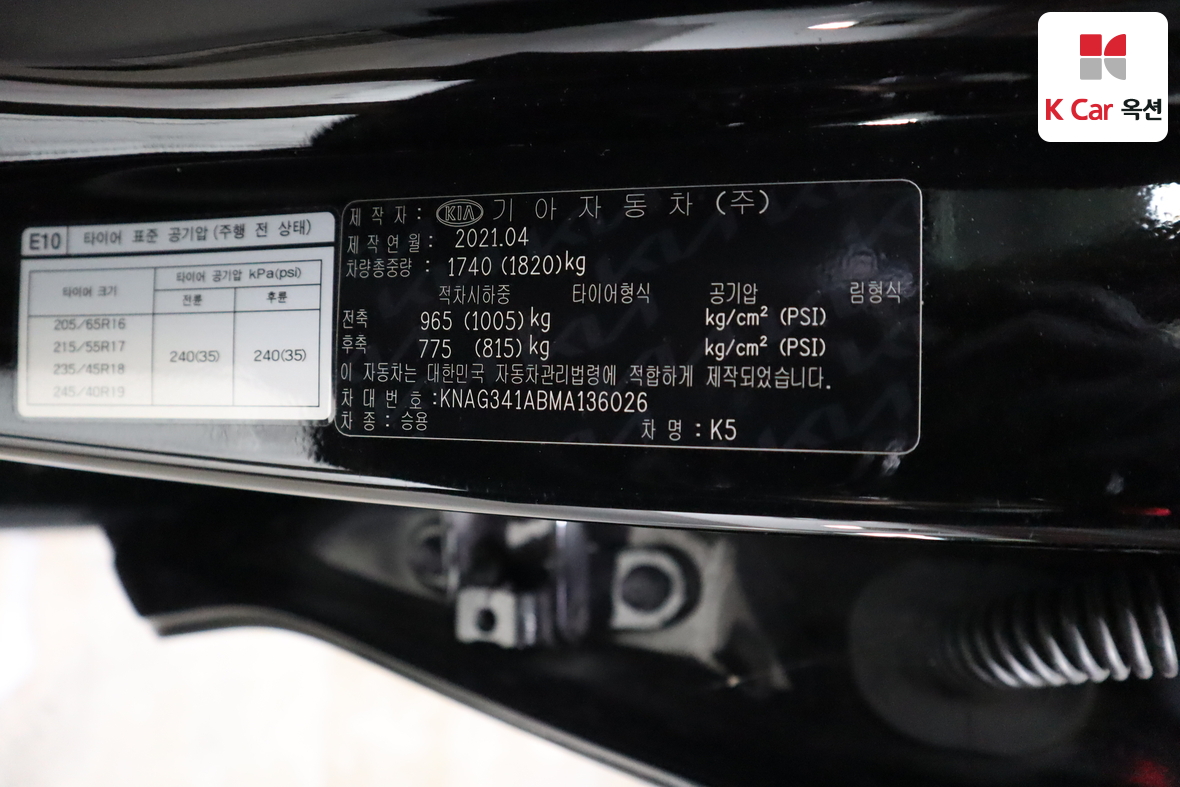 K Car 옥션
E10 타이어 표준 공기압 (주행 전 상태)
타이어 크기 타이어 공기압 kPa(psi)
전륜 후륜
205/65R16
215/55R17
235/45R18
245/40R19
240(35) 240(35)
제 작 자 : KIA 기 아 자 동 차 (주)
제 작 연 월 : 2021.04
차량총중량 : 1740 (1820)kg
적차시하중 타이어형식 공기압 림형식
전축 965 (1005) kg kg/cm² (PSI)
후축 775 (815) kg kg/cm² (PSI)
이 자동차는 대한민국 자동차관리법령에 적합하게 제작되었습니다.
차 대 번 호 :KNAG341ABMA136026
차 종 : 승용 차 명 : K5